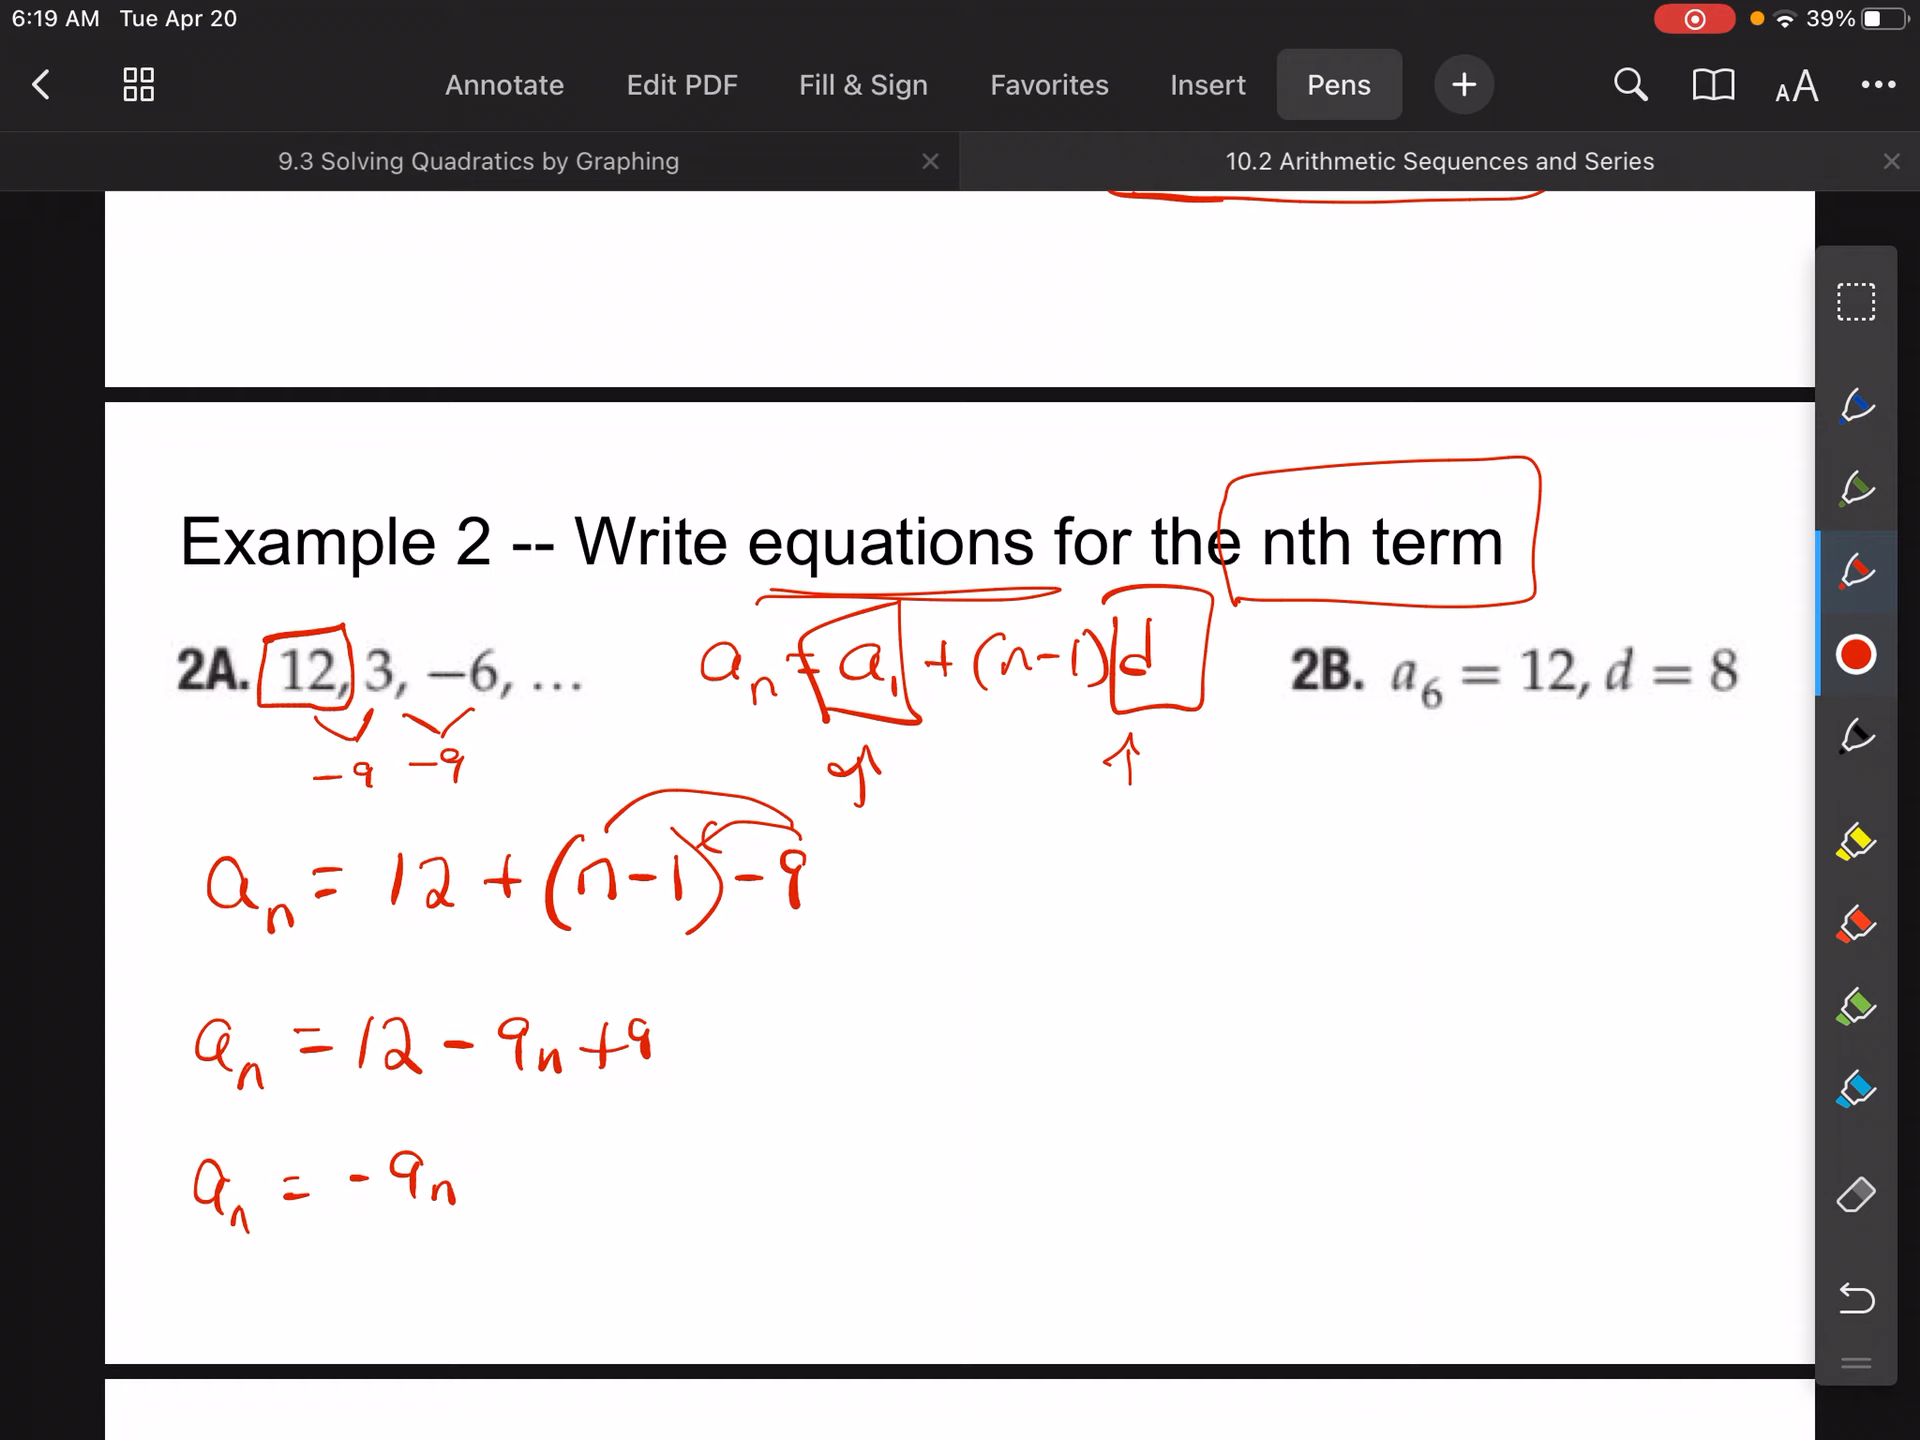 6:19 AM Tue Apr 20 39%
Annotate Edit PDF Fill & Sign Favorites Insert Pens + AA
9.3 Solving Quadratics by Graphing × 10.2 Arithmetic Sequences and Series ×
Example 2 -- Write equations for the nth term
2A. 12, 3, −6, ... aₙ = a₁ + (n−1)d 2B. a₆ = 12, d = 8
−9 −9
aₙ = 12 + (n−1)−9
aₙ = 12 − 9n + 9
aₙ = −9n